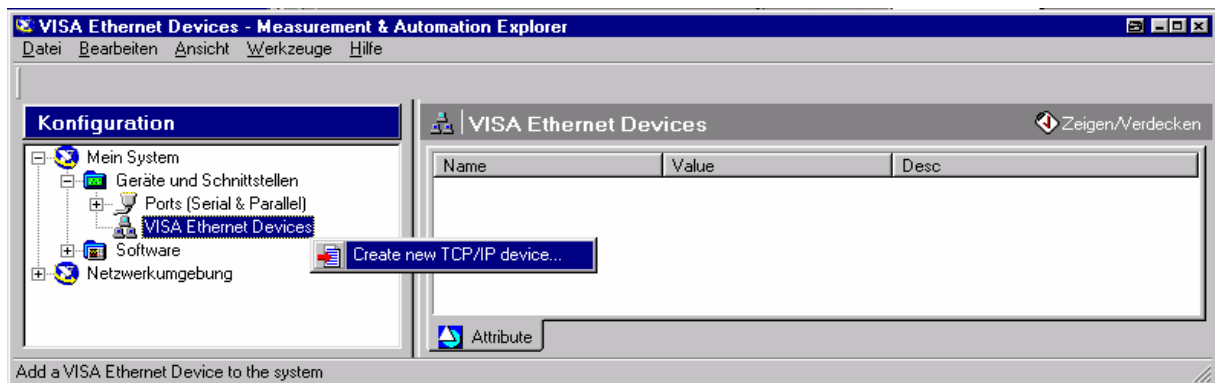 VISA Ethernet Devices - Measurement & Automation Explorer
Datei Bearbeiten Ansicht Werkzeuge Hilfe
Konfiguration
Mein System
Geräte und Schnittstellen
Ports (Serial & Parallel)
VISA Ethernet Devices
Software
Netzwerkumgebung
Create new TCP/IP device...
VISA Ethernet Devices
Zeigen/Verdecken
Name Value Desc
Attribute
Add a VISA Ethernet Device to the system